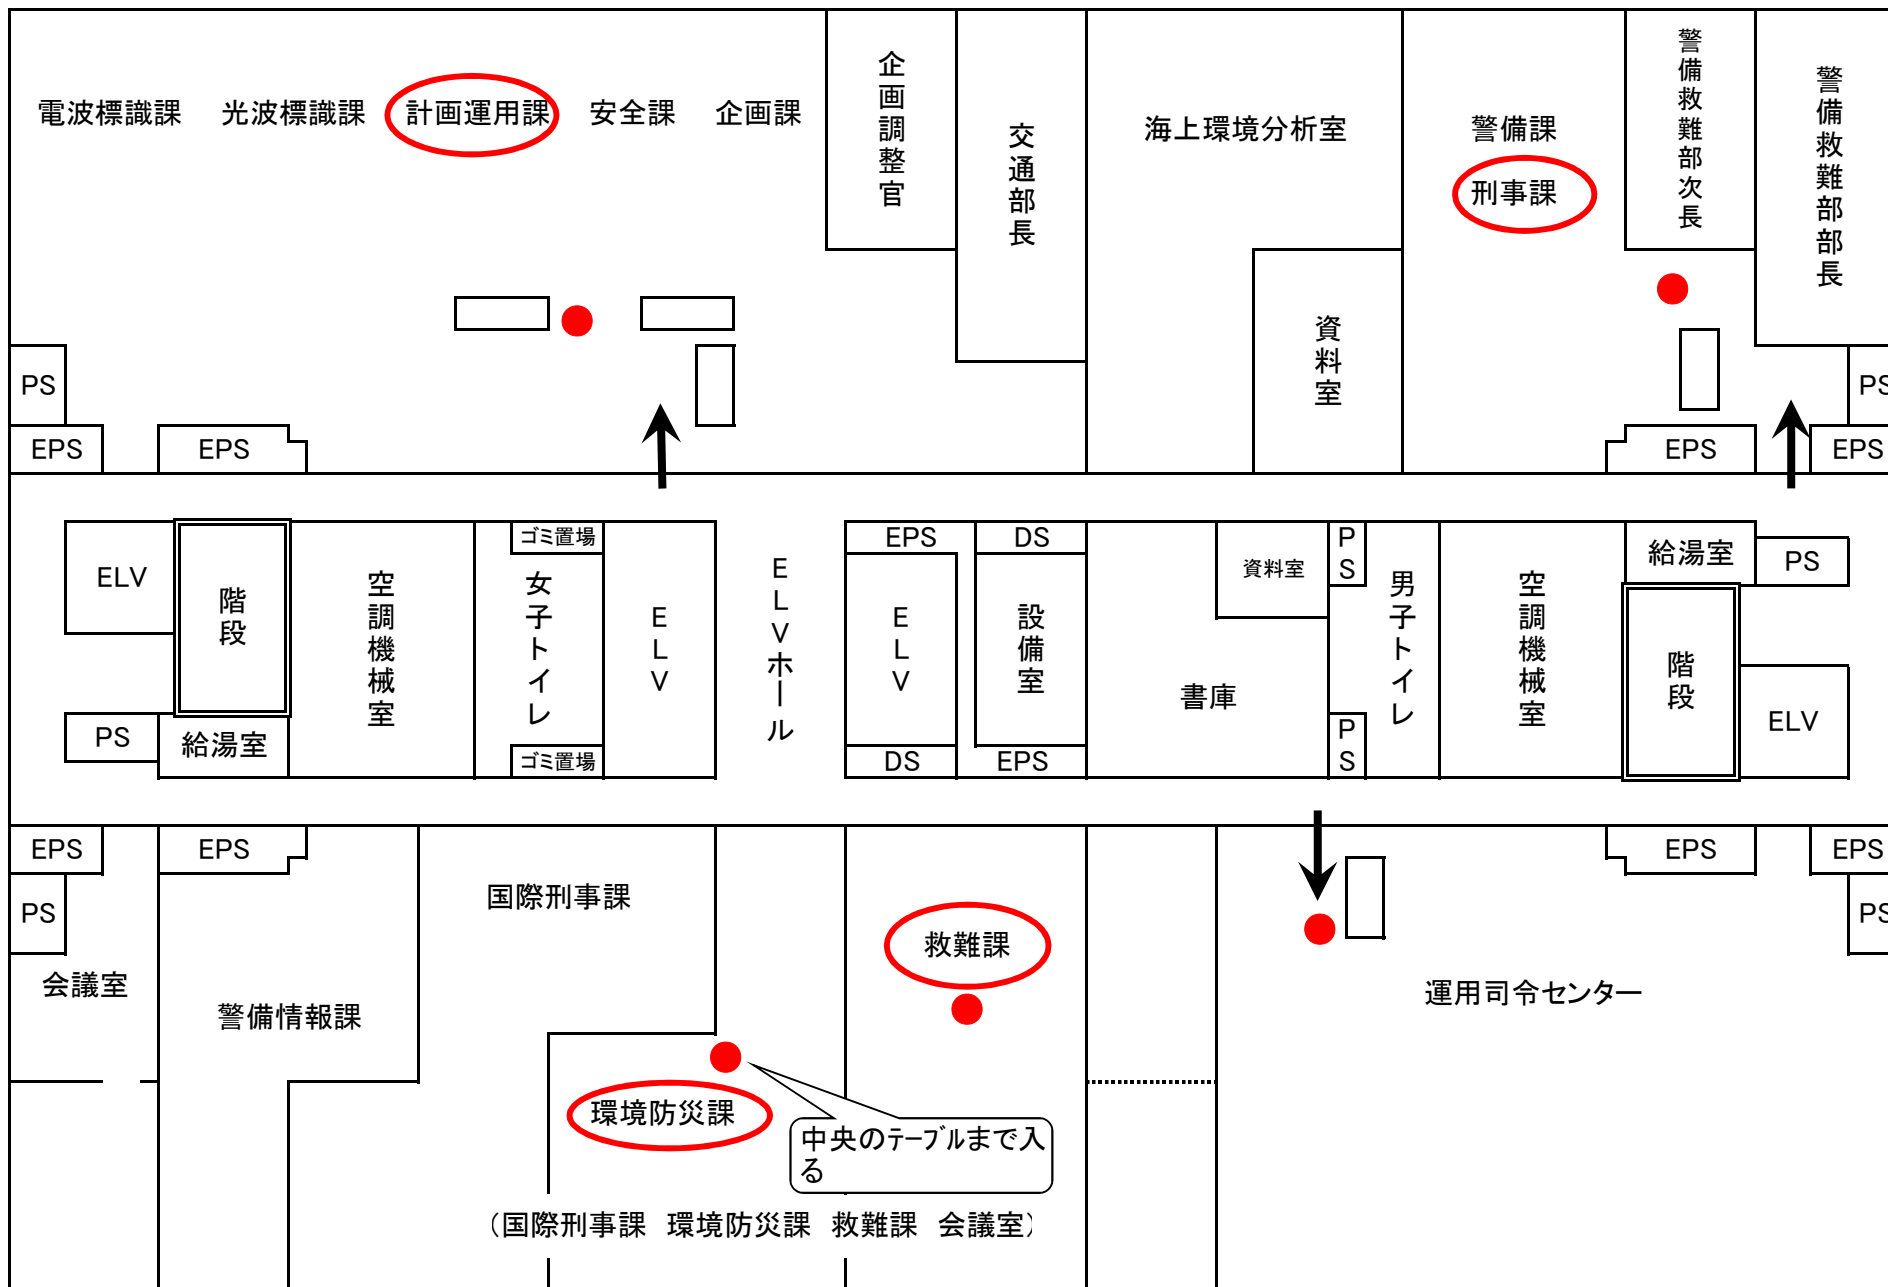 電波標識課
光波標識課
計画運用課
安全課
企画課
企画調整官
交通部長
海上環境分析室
資料室
警備課
刑事課
警備救難部次長
警備救難部部長
PS
EPS
EPS
EPS
PS
EPS
ELV
階段
PS
給湯室
空調機械室
ゴミ置場
女子トイレ
ゴミ置場
ELV
ELVホール
EPS
ELV
DS
DS
設備室
EPS
資料室
書庫
PS
PS
男子トイレ
空調機械室
給湯室
階段
PS
ELV
EPS
PS
会議室
EPS
警備情報課
国際刑事課
環境防災課
救難課
中央のテーブルまで入
る
(国際刑事課 環境防災課 救難課 会議室)
運用司令センター
EPS
EPS
PS